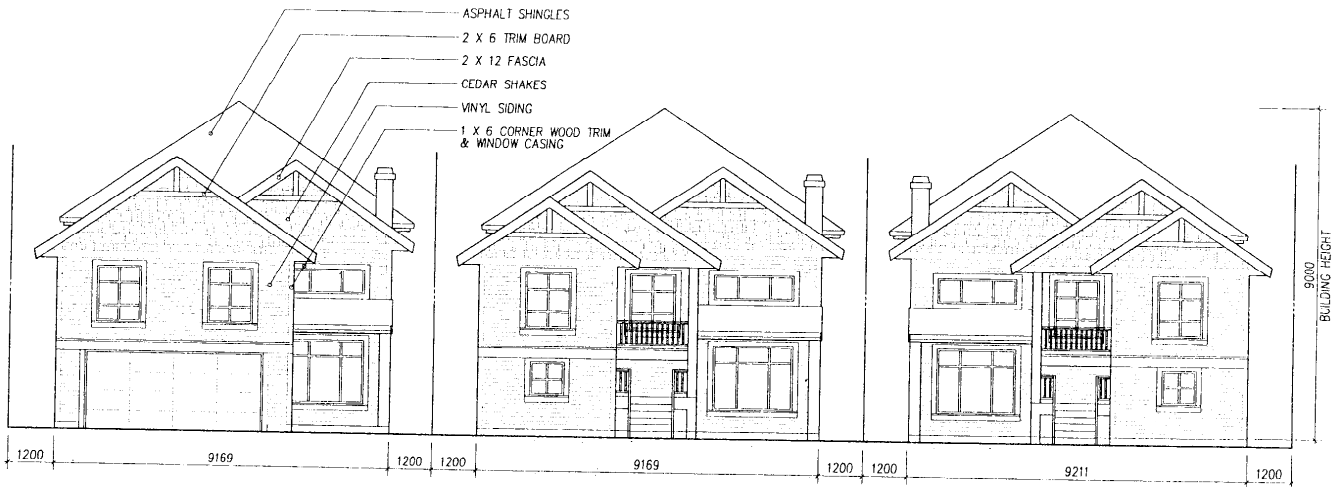 ASPHALT SHINGLES
2 X 6 TRIM BOARD
2 X 12 FASCIA
CEDAR SHAKES
VINYL SIDING
1 X 6 CORNER WOOD TRIM
& WINDOW CASING
9000
BUILDING HEIGHT
1200 9169 1200 1200 9169 1200 1200 9211 1200